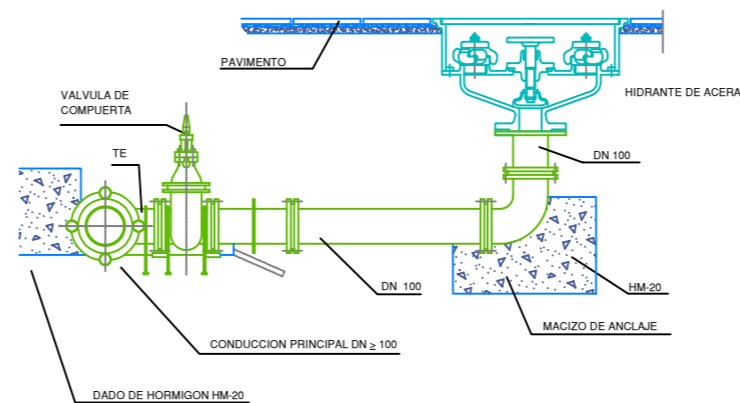 PAVIMENTO
HIDRANTE DE ACERA
VALVULA DE
COMPUERTA
TE
DN 100
DN 100
HM-20
MACIZO DE ANCLAJE
CONDUCCION PRINCIPAL DN ≥ 100
DADO DE HORMIGON HM-20